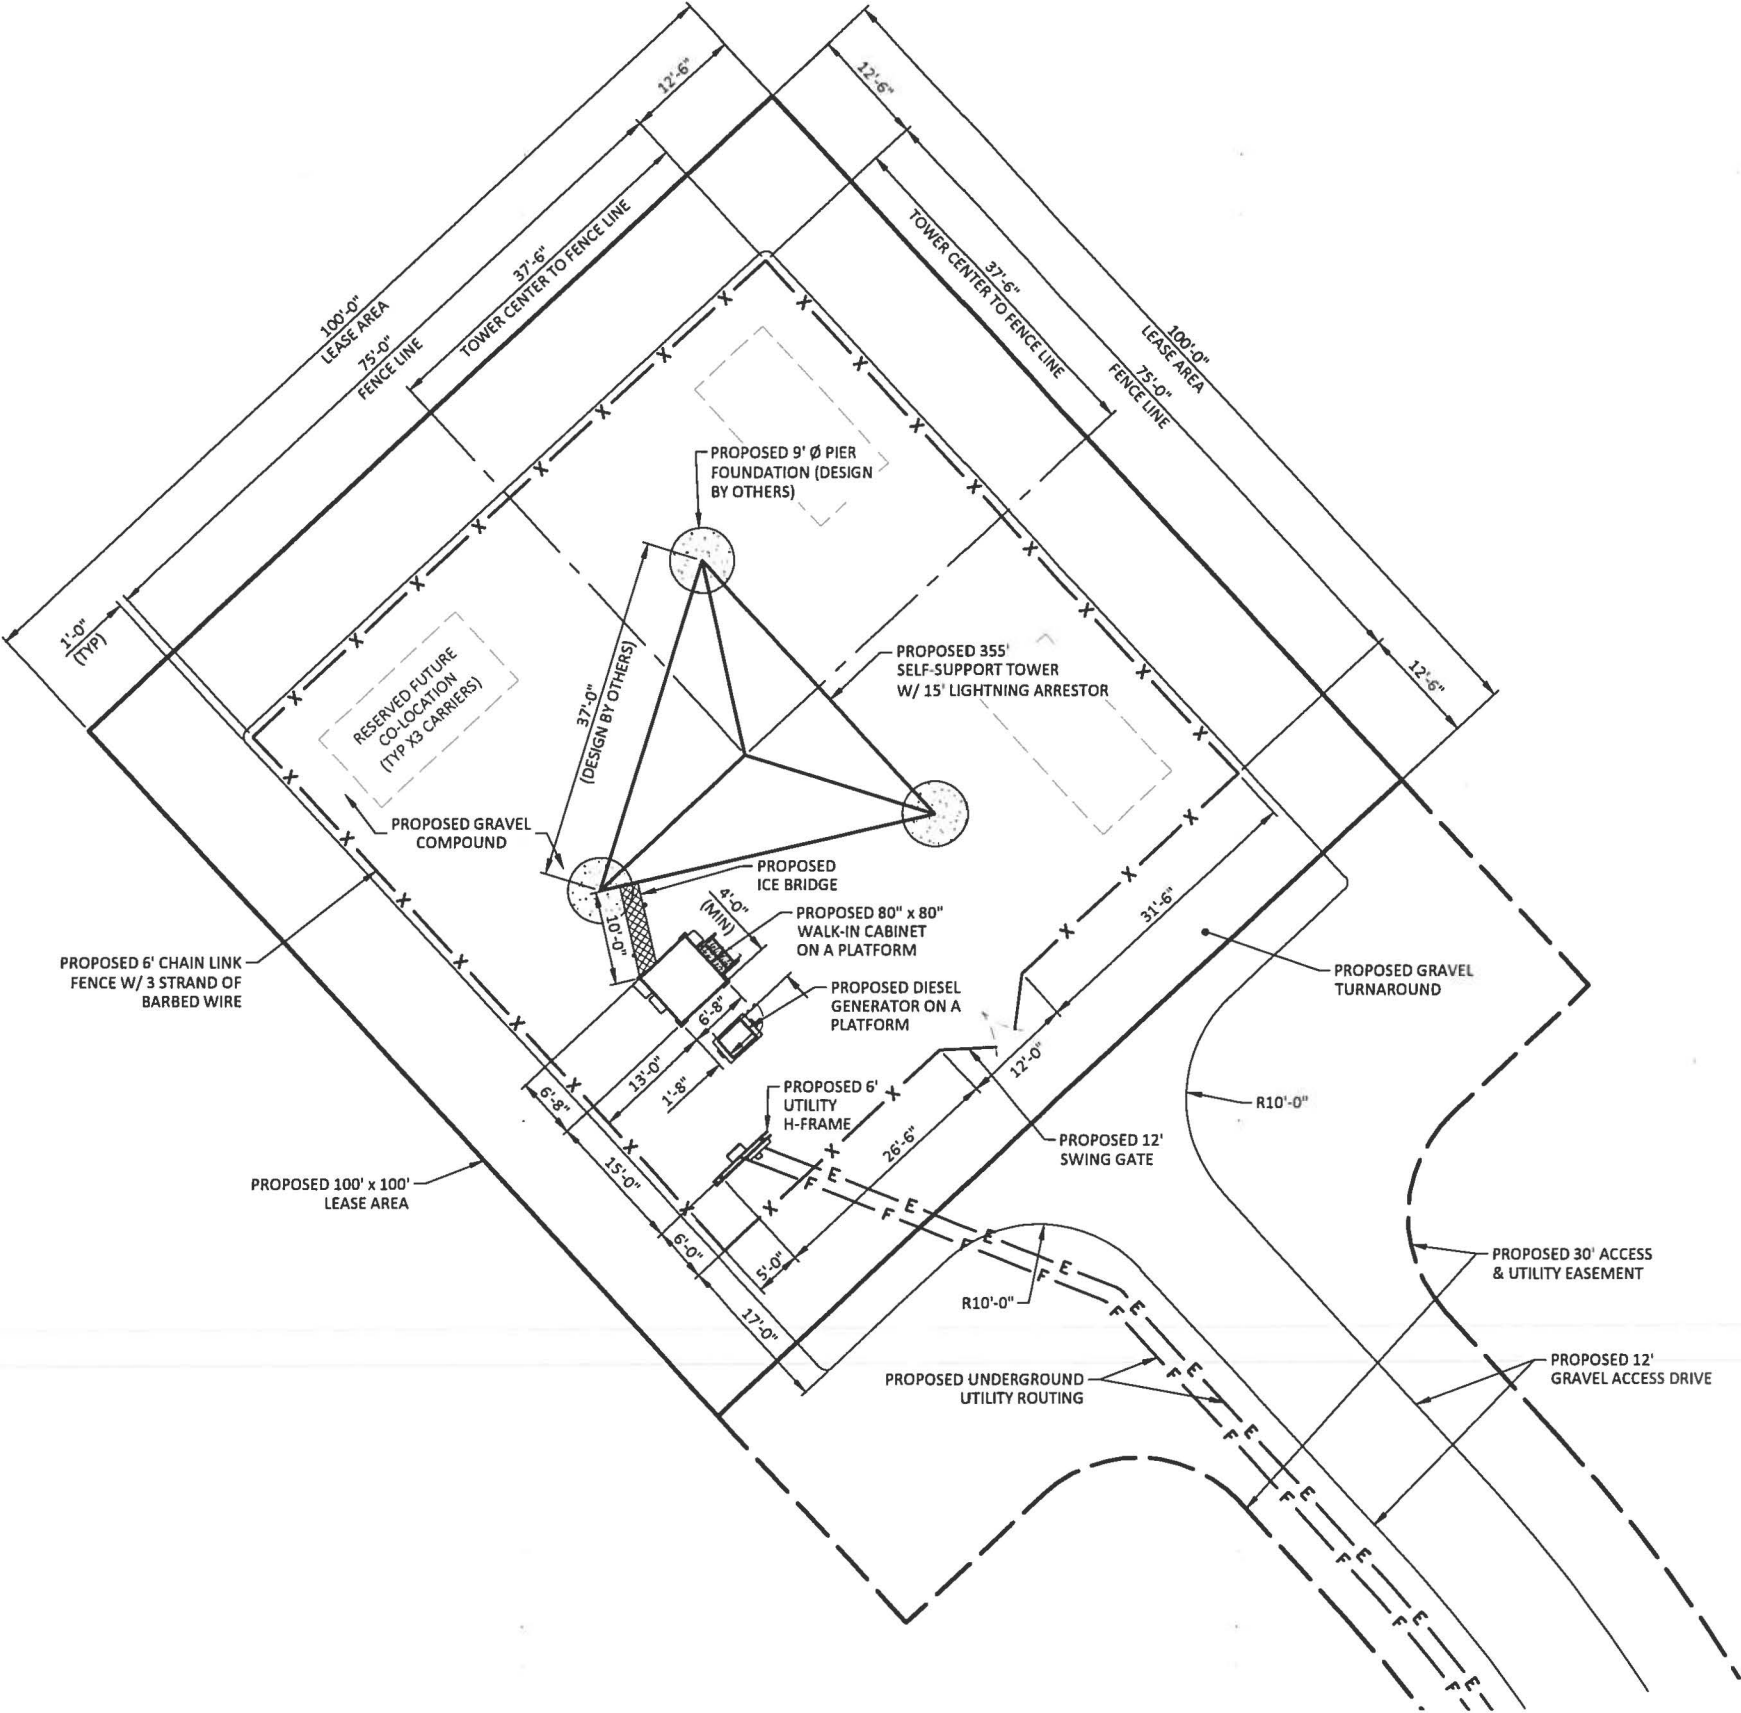 12'-6"
12'-6"
100'-0"
LEASE AREA
75'-0"
FENCE LINE
37'-6"
TOWER CENTER TO FENCE LINE
37'-6"
TOWER CENTER TO FENCE LINE
100'-0"
LEASE AREA
75'-0"
FENCE LINE
12'-6"
1'-0"
(TYP)
PROPOSED 9' Ø PIER
FOUNDATION (DESIGN
BY OTHERS)
RESERVED FUTURE
CO-LOCATION
(TYP X3 CARRIERS)
37'-0"
(DESIGN BY OTHERS)
PROPOSED 355'
SELF-SUPPORT TOWER
W/ 15' LIGHTNING ARRESTOR
PROPOSED GRAVEL
COMPOUND
PROPOSED
ICE BRIDGE
4'-0"
(MIN)
10'-0"
PROPOSED 80" x 80"
WALK-IN CABINET
ON A PLATFORM
31'-6"
PROPOSED 6' CHAIN LINK
FENCE W/ 3 STRAND OF
BARBED WIRE
PROPOSED DIESEL
GENERATOR ON A
PLATFORM
PROPOSED GRAVEL
TURNAROUND
6'-8"
13'-0"
1'-8"
6'-8"
12'-0"
PROPOSED 6'
UTILITY
H-FRAME
R10'-0"
26'-6"
PROPOSED 12'
SWING GATE
15'-0"
PROPOSED 100' x 100'
LEASE AREA
6'-0"
5'-0"
17'-0"
R10'-0"
PROPOSED 30' ACCESS
& UTILITY EASEMENT
PROPOSED UNDERGROUND
UTILITY ROUTING
PROPOSED 12'
GRAVEL ACCESS DRIVE